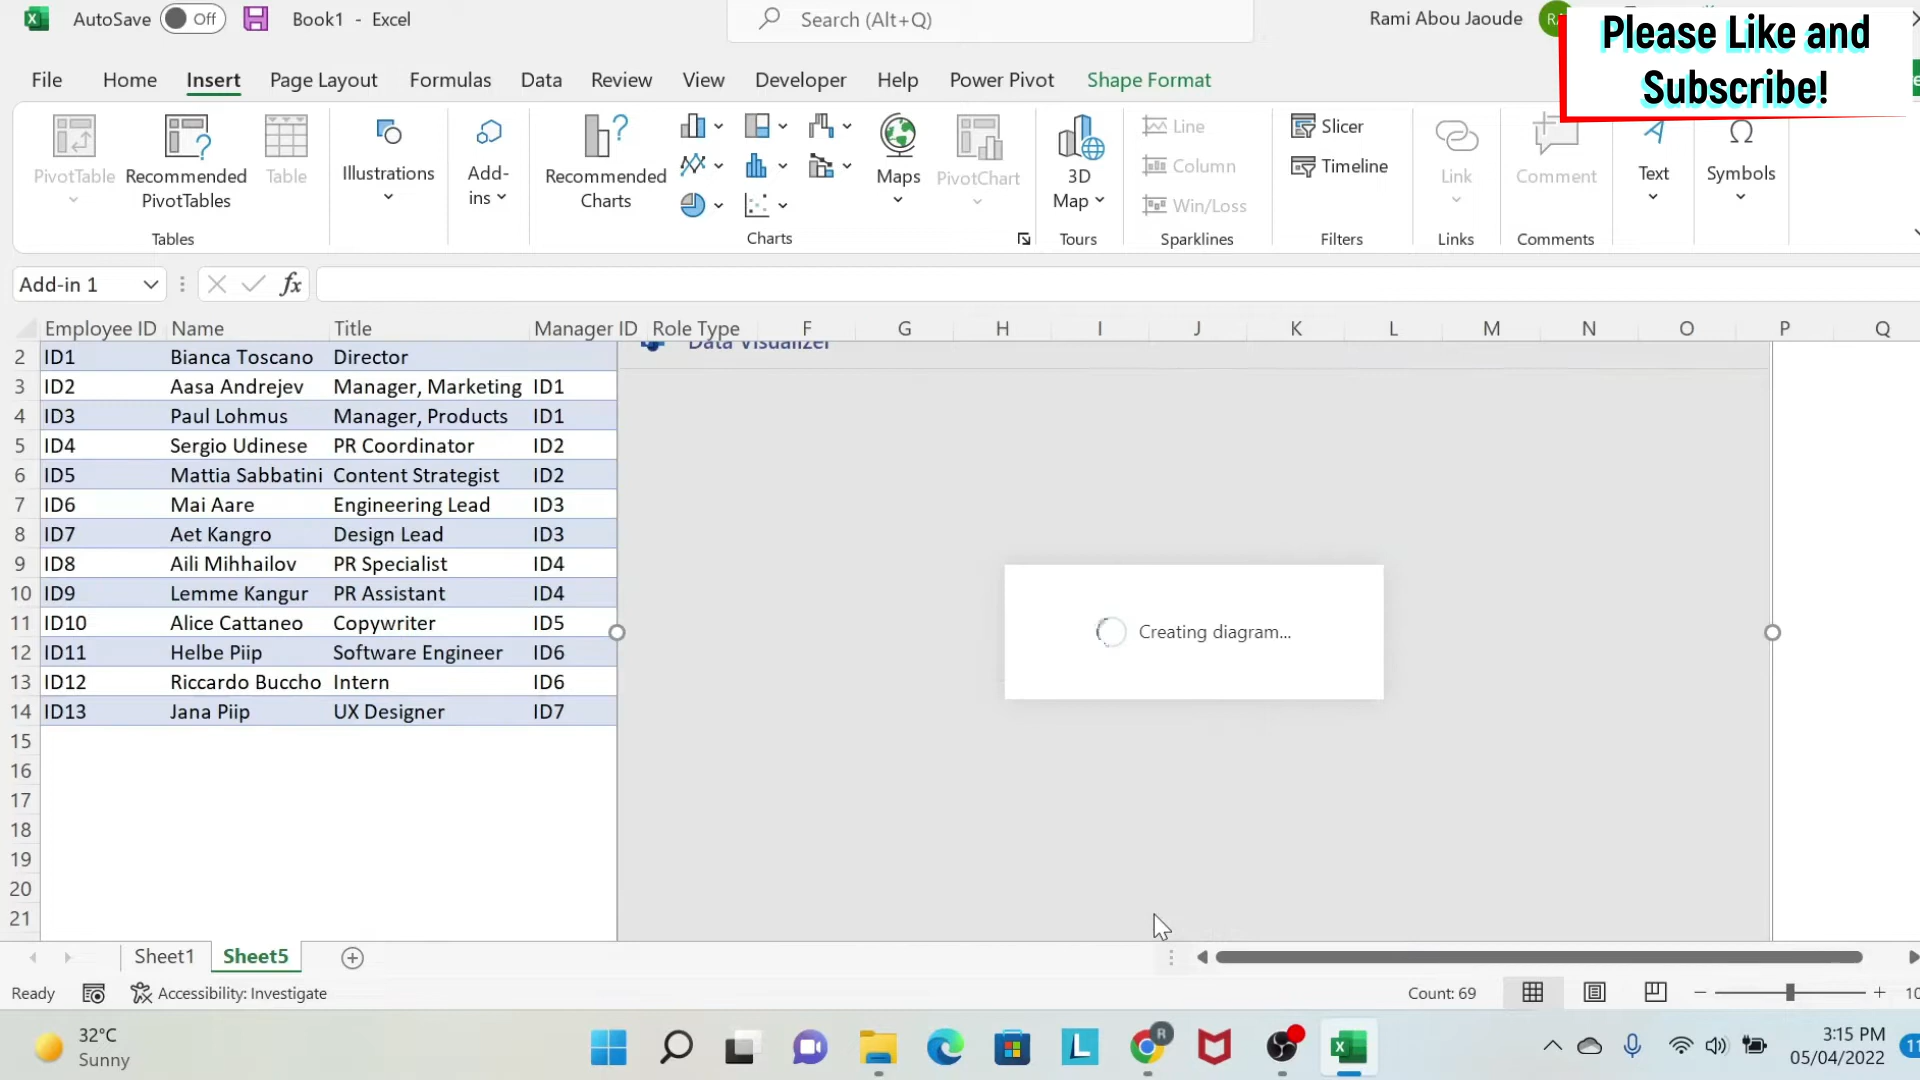 AutoSave Off Book1 - Excel Search (Alt+Q) Rami Abou Jaoude
Please Like and
Subscribe!
File Home Insert Page Layout Formulas Data Review View Developer Help Power Pivot Shape Format
PivotTable
Recommended
PivotTables
Table
Illustrations
Add-
ins
Recommended
Charts
Maps
PivotChart
3D
Map
Line
Column
Win/Loss
Slicer
Timeline
Link
Comment
Text
Symbols
Tables Charts Tours Sparklines Filters Links Comments
Add-in 1 fx
Employee ID Name Title Manager ID Role Type F G H I J K L M N O P Q
Data Visualizer
2 ID1 Bianca Toscano Director
3 ID2 Aasa Andrejev Manager, Marketing ID1
4 ID3 Paul Lohmus Manager, Products ID1
5 ID4 Sergio Udinese PR Coordinator ID2
6 ID5 Mattia Sabbatini Content Strategist ID2
7 ID6 Mai Aare Engineering Lead ID3
8 ID7 Aet Kangro Design Lead ID3
9 ID8 Aili Mihhailov PR Specialist ID4
10 ID9 Lemme Kangur PR Assistant ID4
11 ID10 Alice Cattaneo Copywriter ID5
12 ID11 Helbe Piip Software Engineer ID6
13 ID12 Riccardo Buccho Intern ID6
14 ID13 Jana Piip UX Designer ID7
Creating diagram...
15
16
17
18
19
20
21
Sheet1 Sheet5
Ready Accessibility: Investigate Count: 69
32°C
Sunny
3:15 PM
05/04/2022